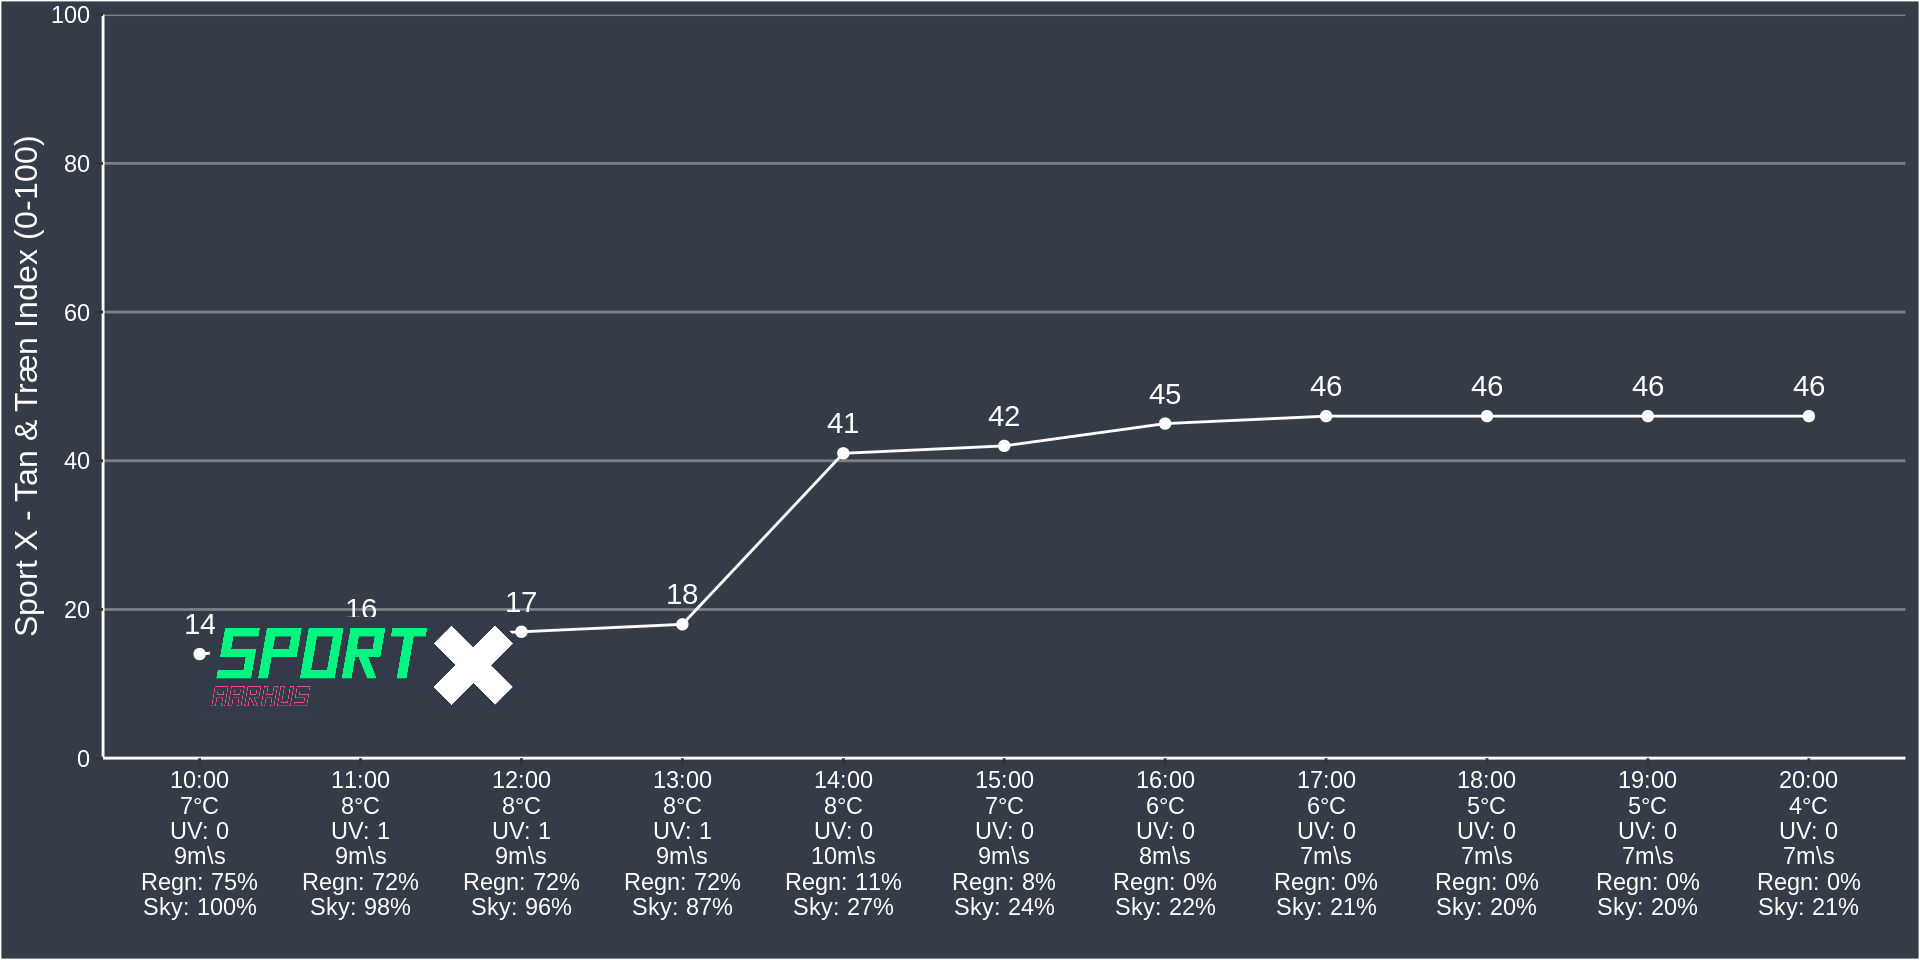 Sport X - Tan & Træn Index (0-100)
100
80
60
40
20
0
14
16
17
18
41
42
45
46
46
46
46
SPORT X
AARHUS
10:00 11:00 12:00 13:00 14:00 15:00 16:00 17:00 18:00 19:00 20:00
7°C 8°C 8°C 8°C 8°C 7°C 6°C 6°C 5°C 5°C 4°C
UV: 0 UV: 1 UV: 1 UV: 1 UV: 0 UV: 0 UV: 0 UV: 0 UV: 0 UV: 0 UV: 0
9m\s 9m\s 9m\s 9m\s 10m\s 9m\s 8m\s 7m\s 7m\s 7m\s 7m\s
Regn: 75% Regn: 72% Regn: 72% Regn: 72% Regn: 11% Regn: 8% Regn: 0% Regn: 0% Regn: 0% Regn: 0% Regn: 0%
Sky: 100% Sky: 98% Sky: 96% Sky: 87% Sky: 27% Sky: 24% Sky: 22% Sky: 21% Sky: 20% Sky: 20% Sky: 21%